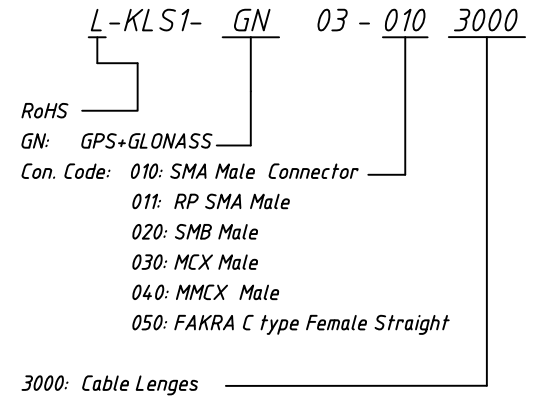 L-KLS1- GN 03 - 010 3000
RoHS
GN: GPS+GLONASS
Con. Code: 010: SMA Male Connector
011: RP SMA Male
020: SMB Male
030: MCX Male
040: MMCX Male
050: FAKRA C type Female Straight
3000: Cable Lenges